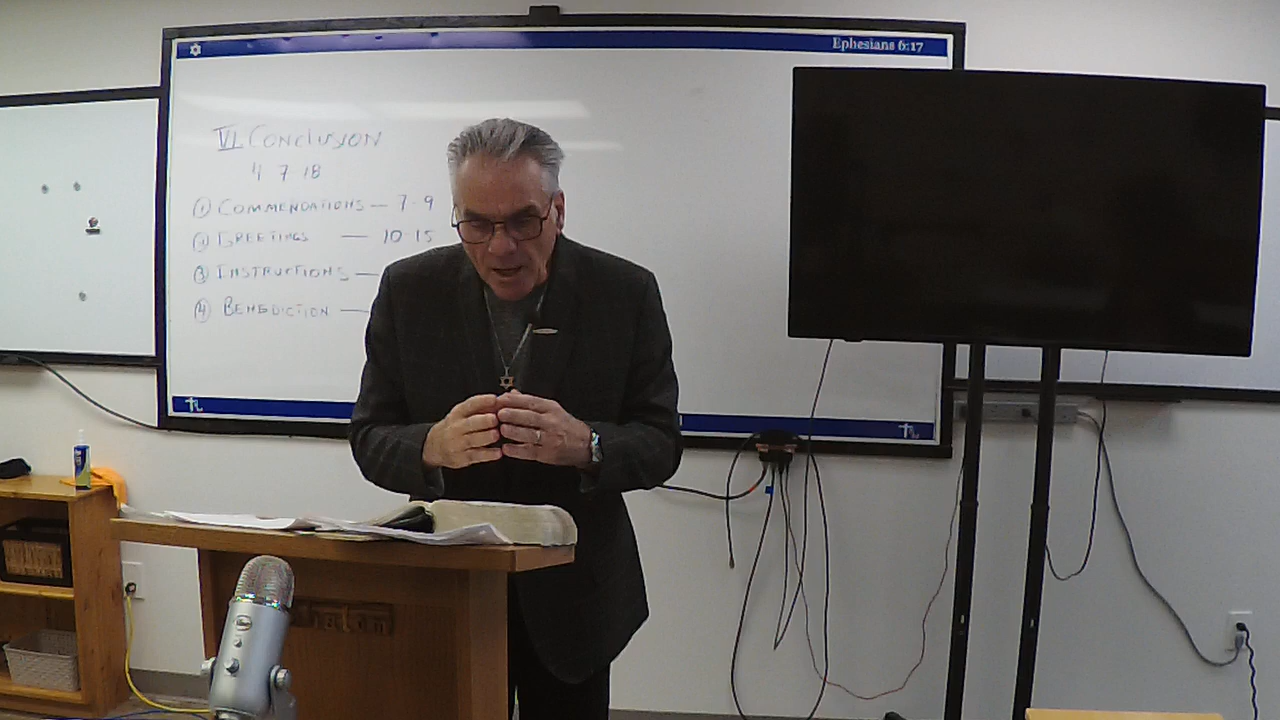 Ephesians 6:17
VI Conclusion
4 7-18
① Commendations — 7-9
② Greetings — 10-15
③ Instructions —
④ Benediction —